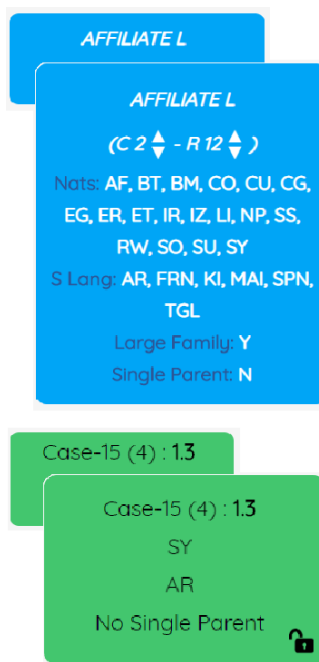 AFFILIATE L
AFFILIATE L
(C 2 - R 12 )
Nats: AF, BT, BM, CO, CU, CG,
EG, ER, ET, IR, IZ, LI, NP, SS,
RW, SO, SU, SY
S Lang: AR, FRN, KI, MAI, SPN,
TGL
Large Family: Y
Single Parent: N
Case-15 (4) : 1.3
Case-15 (4) : 1.3
SY
AR
No Single Parent